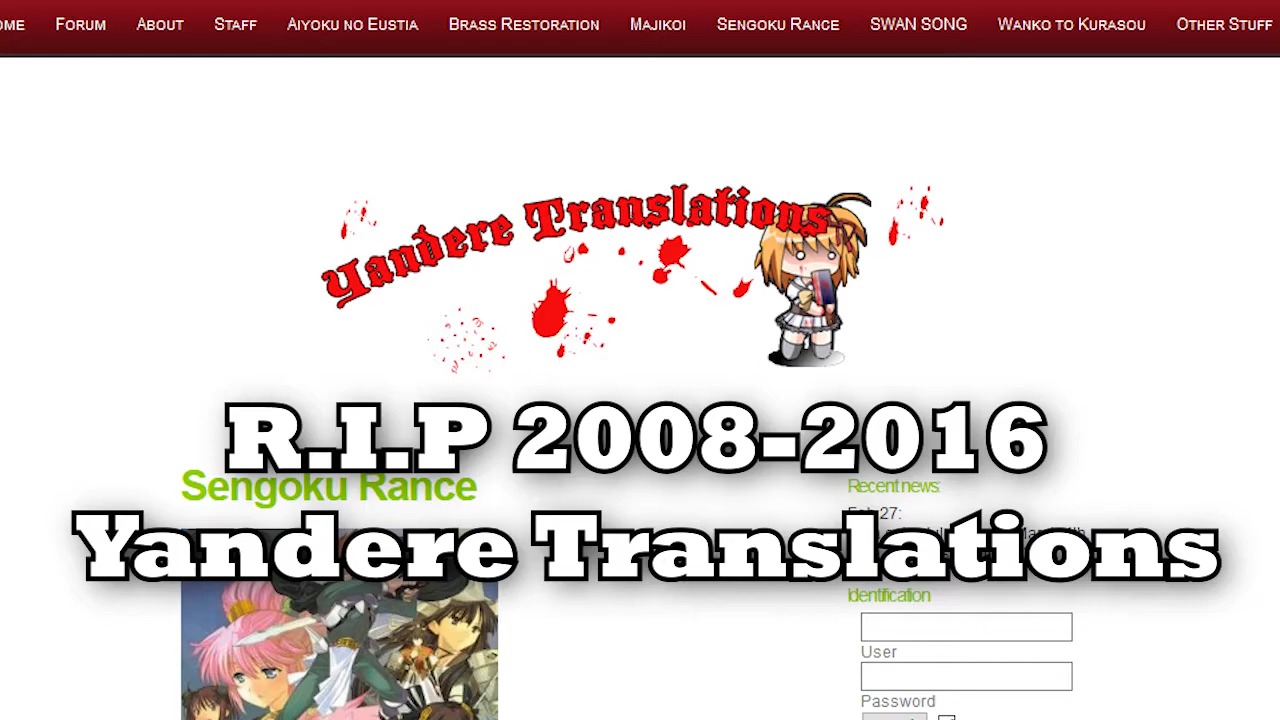 OME FORUM ABOUT STAFF AIYOKU NO EUSTIA BRASS RESTORATION MAJIKOI SENGOKU RANCE SWAN SONG WANKO TO KURASOU OTHER STUFF
Yandere Translations
R.I.P 2008-2016
Sengoku Rance
Recent news:
27:
Yandere Translations
Identification
User
Password